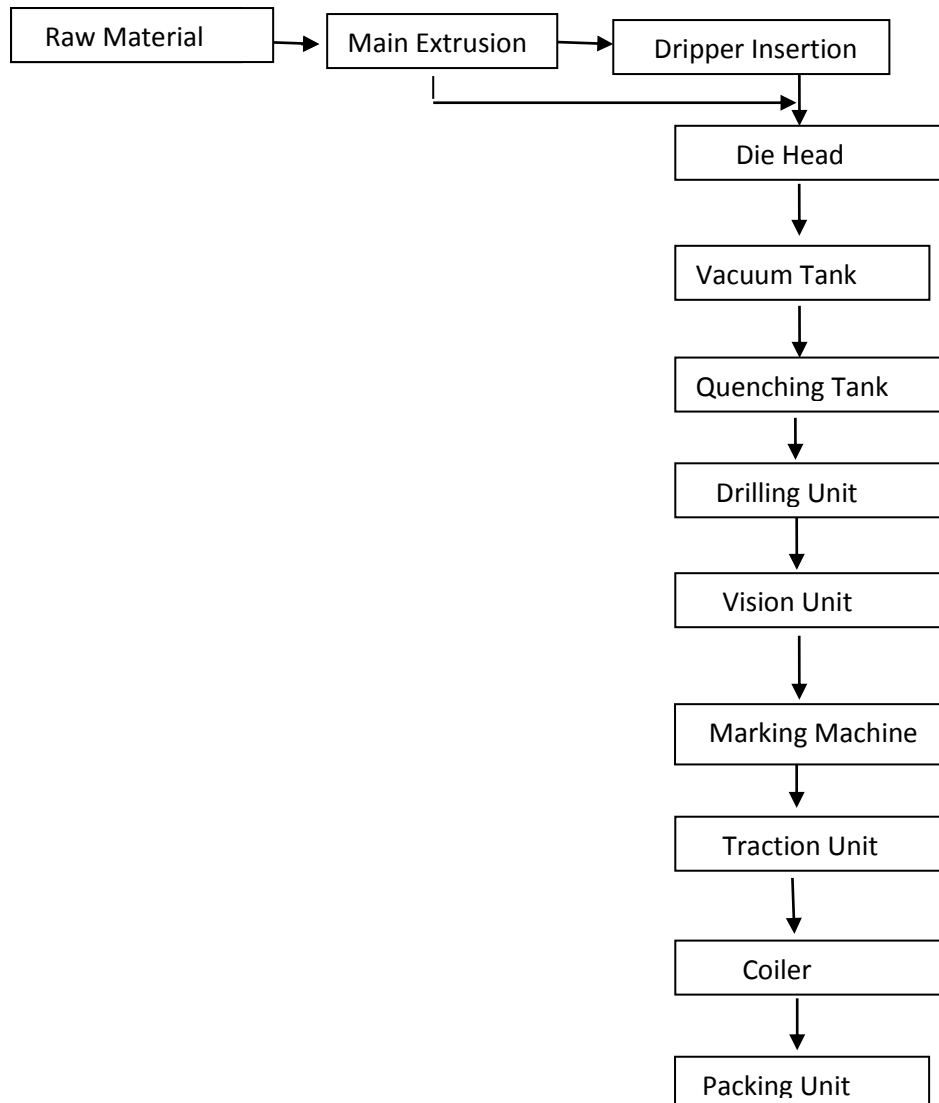 Raw Material
Main Extrusion
Dripper Insertion
Die Head
Vacuum Tank
Quenching Tank
Drilling Unit
Vision Unit
Marking Machine
Traction Unit
Coiler
Packing Unit